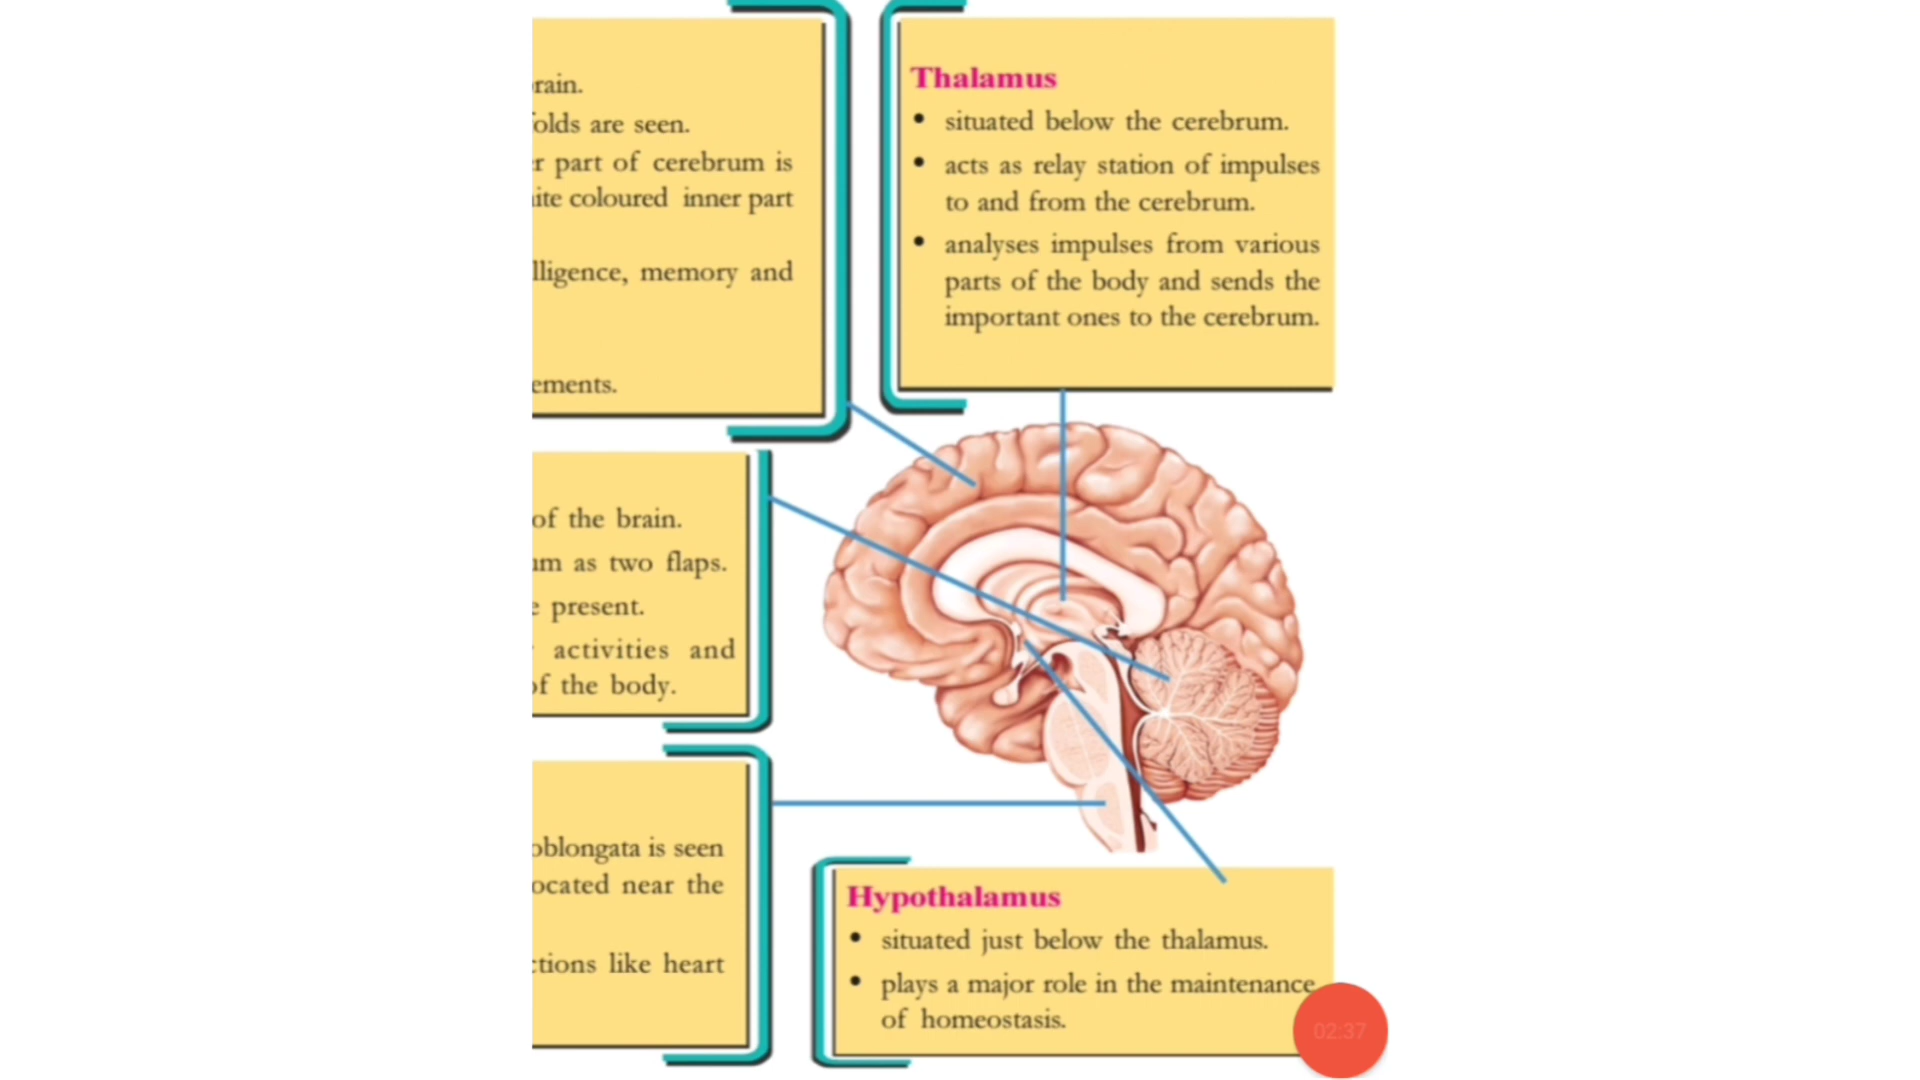 rain.
olds are seen.
r part of cerebrum is
ite coloured inner part
lligence, memory and
ements.
of the brain.
um as two flaps.
e present.
activities and
of the body.
oblongata is seen
ocated near the
ctions like heart
Thalamus
• situated below the cerebrum.
• acts as relay station of impulses
to and from the cerebrum.
• analyses impulses from various
parts of the body and sends the
important ones to the cerebrum.
Hypothalamus
• situated just below the thalamus.
• plays a major role in the maintenance
of homeostasis.
02:37